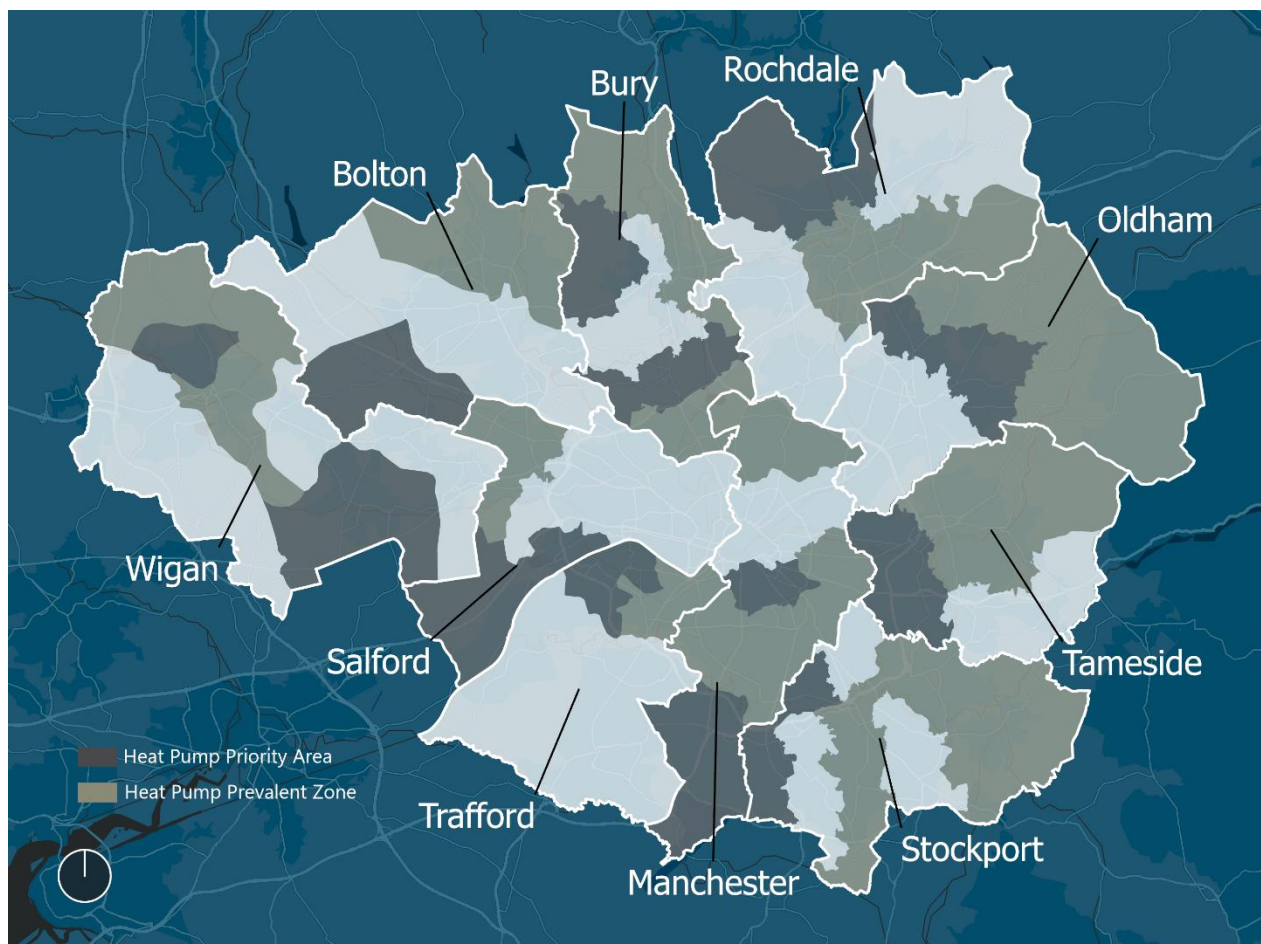 Rochdale
Bury
Bolton
Oldham
Wigan
Salford
Tameside
Heat Pump Priority Area
Heat Pump Prevalent Zone
Trafford
Stockport
Manchester